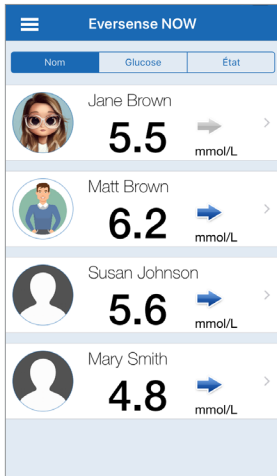 Eversense NOW
Nom Glucose État
Jane Brown
5.5
mmol/L
Matt Brown
6.2
mmol/L
Susan Johnson
5.6
mmol/L
Mary Smith
4.8
mmol/L